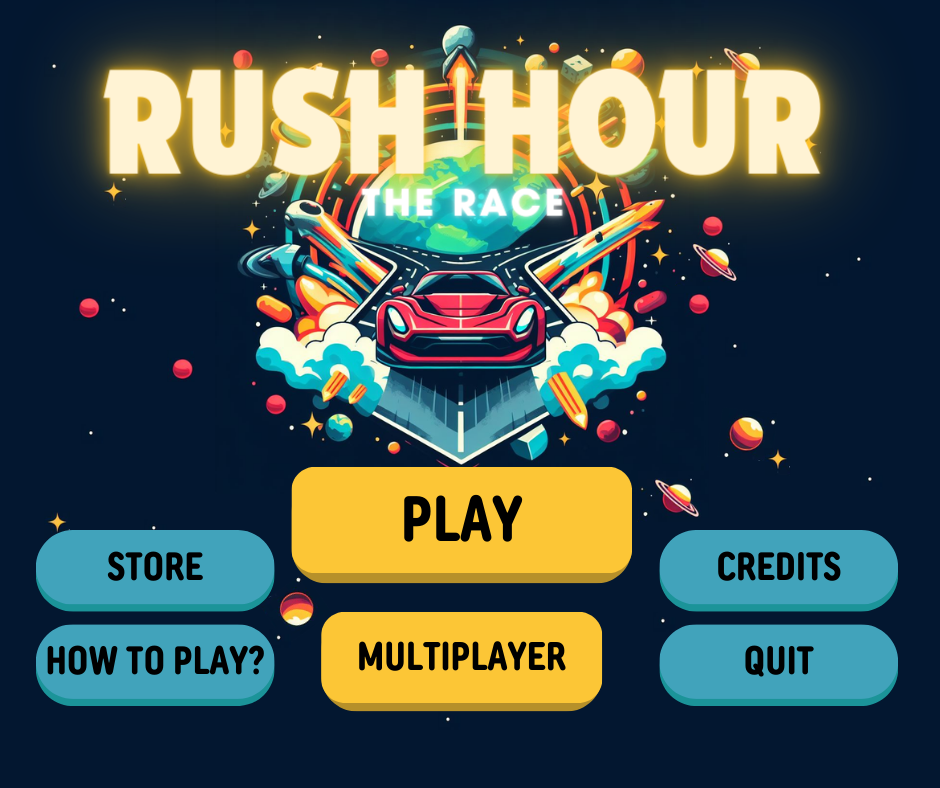 RUSH HOUR
THE RACE
PLAY
STORE
CREDITS
HOW TO PLAY?
MULTIPLAYER
QUIT